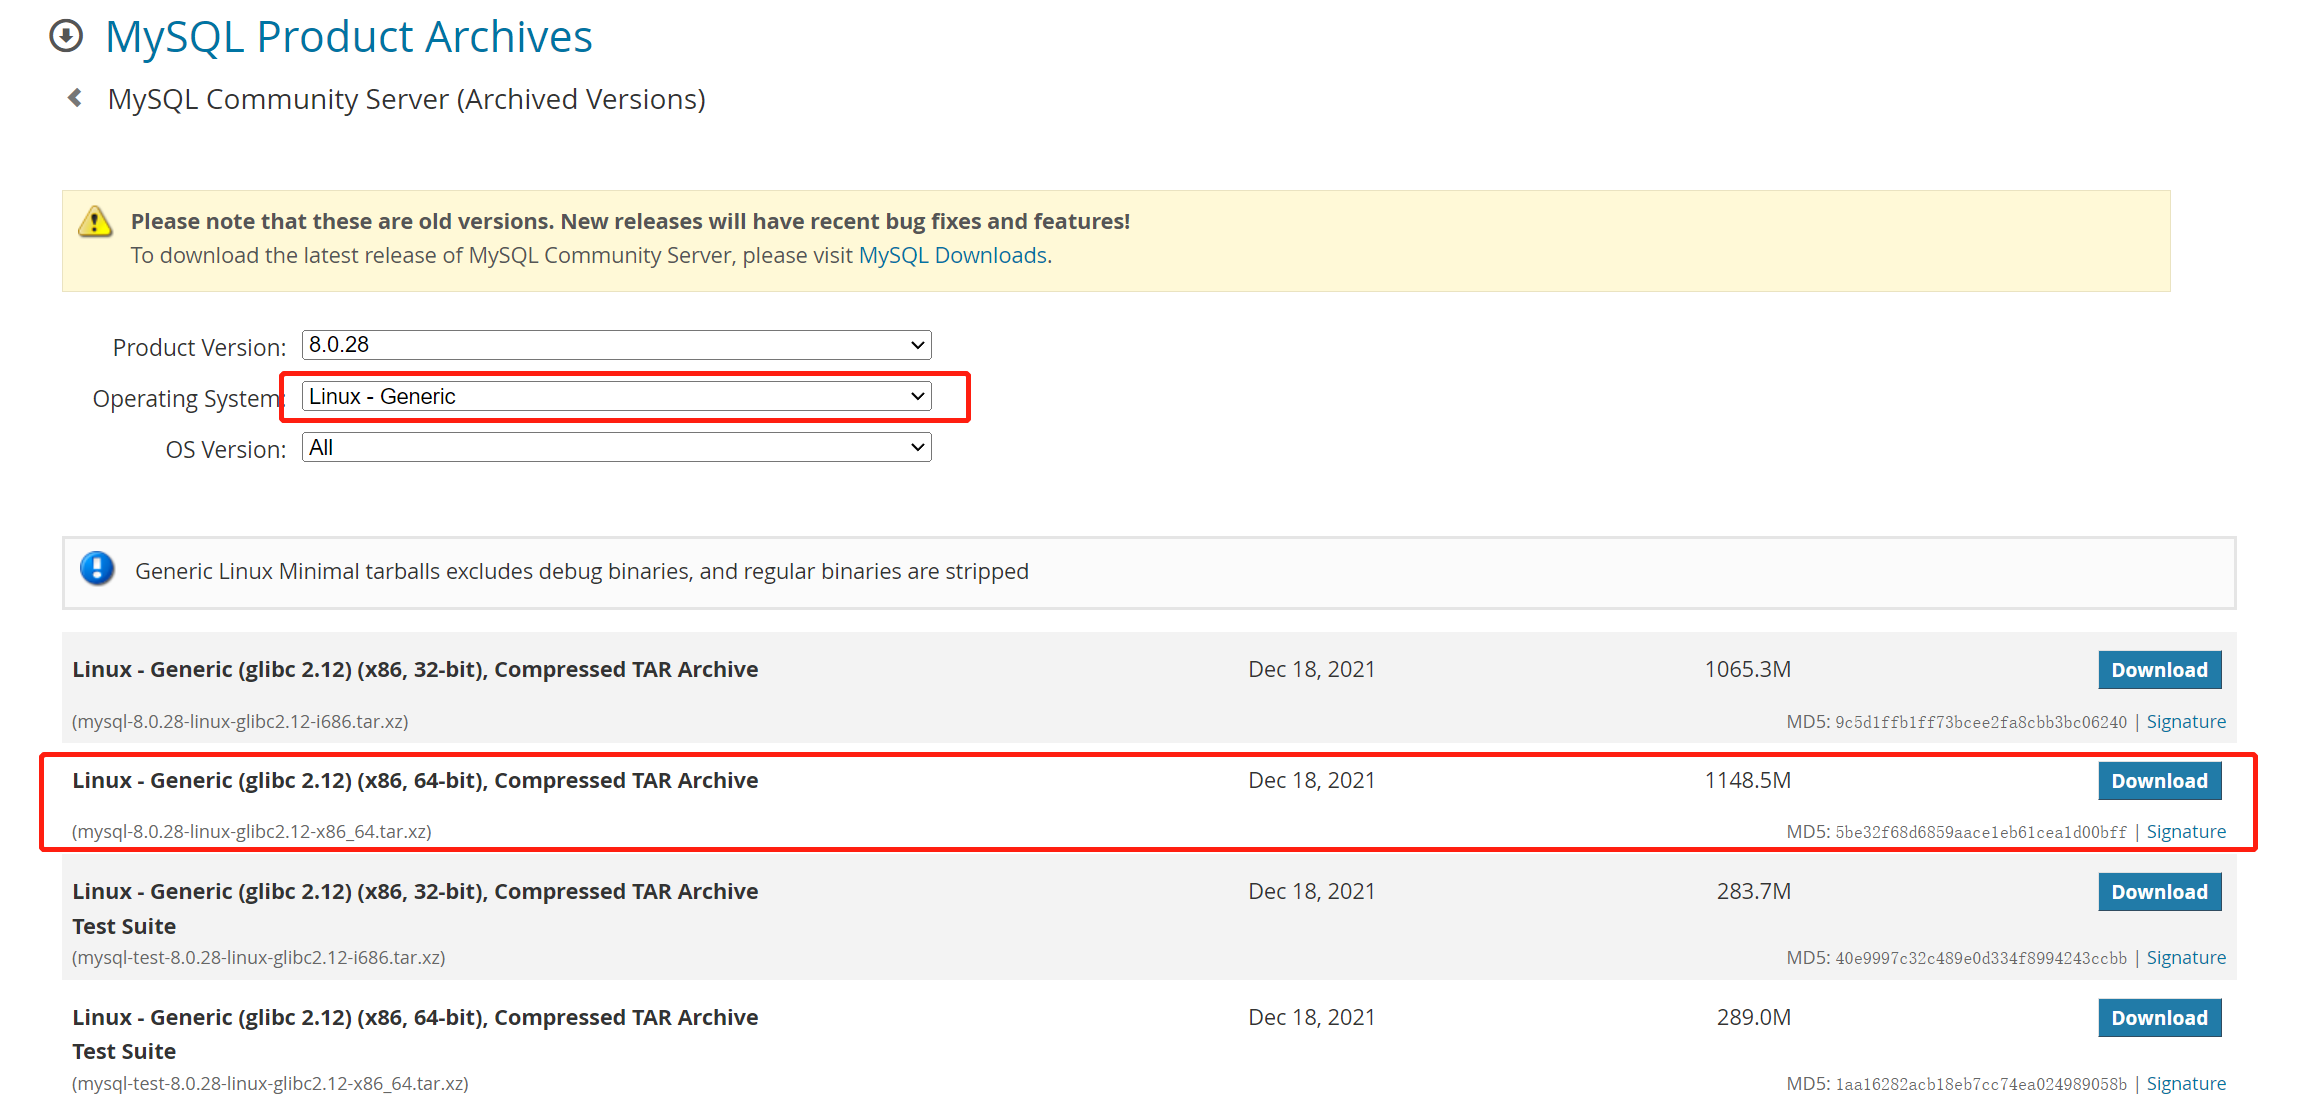 MySQL Product Archives
MySQL Community Server (Archived Versions)
Please note that these are old versions. New releases will have recent bug fixes and features!
To download the latest release of MySQL Community Server, please visit MySQL Downloads.
Product Version: 8.0.28
Operating System: Linux - Generic
OS Version: All
Generic Linux Minimal tarballs excludes debug binaries, and regular binaries are stripped
Linux - Generic (glibc 2.12) (x86, 32-bit), Compressed TAR Archive Dec 18, 2021 1065.3M Download
(mysql-8.0.28-linux-glibc2.12-i686.tar.xz) MD5: 9c5d1ffb1ff73bcee2fa8cbb3bc06240 | Signature
Linux - Generic (glibc 2.12) (x86, 64-bit), Compressed TAR Archive Dec 18, 2021 1148.5M Download
(mysql-8.0.28-linux-glibc2.12-x86_64.tar.xz) MD5: 5be32f68d6859aace1eb61cea1d00bff | Signature
Linux - Generic (glibc 2.12) (x86, 32-bit), Compressed TAR Archive Dec 18, 2021 283.7M Download
Test Suite
(mysql-test-8.0.28-linux-glibc2.12-i686.tar.xz) MD5: 40e9997c32c489e0d334f8994243ccbb | Signature
Linux - Generic (glibc 2.12) (x86, 64-bit), Compressed TAR Archive Dec 18, 2021 289.0M Download
Test Suite
(mysql-test-8.0.28-linux-glibc2.12-x86_64.tar.xz) MD5: 1aa16282acb18eb7cc74ea024989058b | Signature